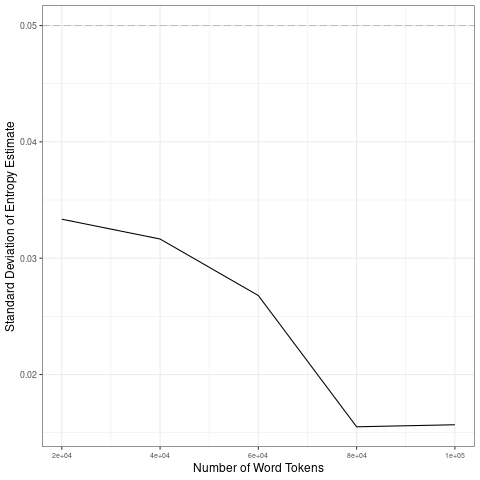 Standard Deviation of Entropy Estimate
0.05
0.04
0.03
0.02
2e+04 4e+04 6e+04 8e+04 1e+05
Number of Word Tokens